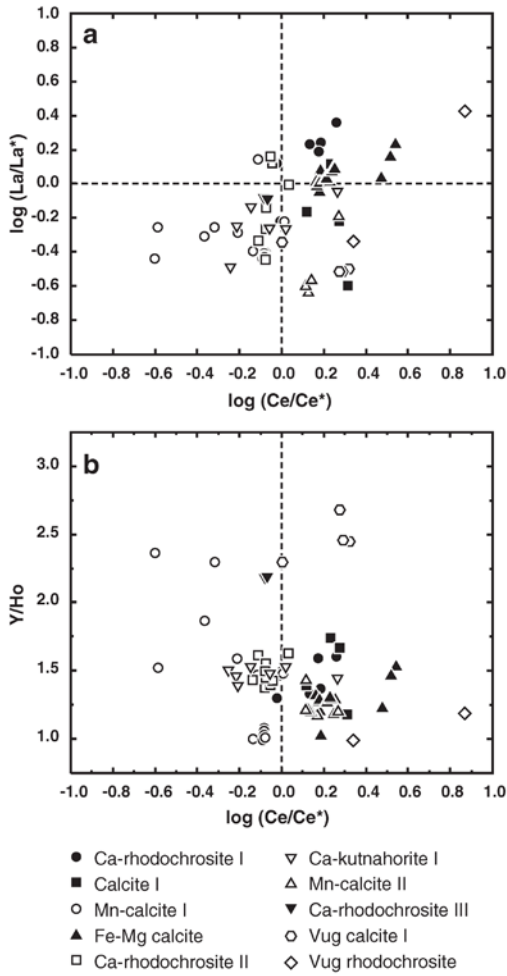 a
1.0
0.8
0.6
0.4
0.2
0.0
-0.2
-0.4
-0.6
-0.8
-1.0
log (La/La*)
-1.0 -0.8 -0.6 -0.4 -0.2 0.0 0.2 0.4 0.6 0.8 1.0
log (Ce/Ce*)
b
3.0
2.5
2.0
1.5
1.0
Y/Ho
-1.0 -0.8 -0.6 -0.4 -0.2 0.0 0.2 0.4 0.6 0.8 1.0
log (Ce/Ce*)
Ca-rhodochrosite I
Calcite I
Mn-calcite I
Fe-Mg calcite
Ca-rhodochrosite II
Ca-kutnahorite I
Mn-calcite II
Ca-rhodochrosite III
Vug calcite I
Vug rhodochrosite